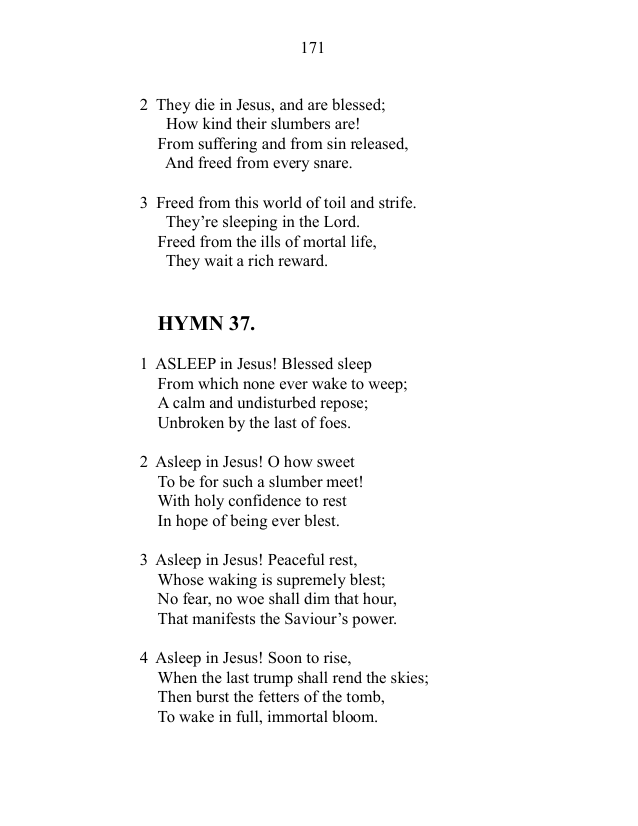 171
2 They die in Jesus, and are blessed;
How kind their slumbers are!
From suffering and from sin released,
And freed from every snare.
3 Freed from this world of toil and strife.
They’re sleeping in the Lord.
Freed from the ills of mortal life,
They wait a rich reward.
HYMN 37.
1 ASLEEP in Jesus! Blessed sleep
From which none ever wake to weep;
A calm and undisturbed repose;
Unbroken by the last of foes.
2 Asleep in Jesus! O how sweet
To be for such a slumber meet!
With holy confidence to rest
In hope of being ever blest.
3 Asleep in Jesus! Peaceful rest,
Whose waking is supremely blest;
No fear, no woe shall dim that hour,
That manifests the Saviour’s power.
4 Asleep in Jesus! Soon to rise,
When the last trump shall rend the skies;
Then burst the fetters of the tomb,
To wake in full, immortal bloom.